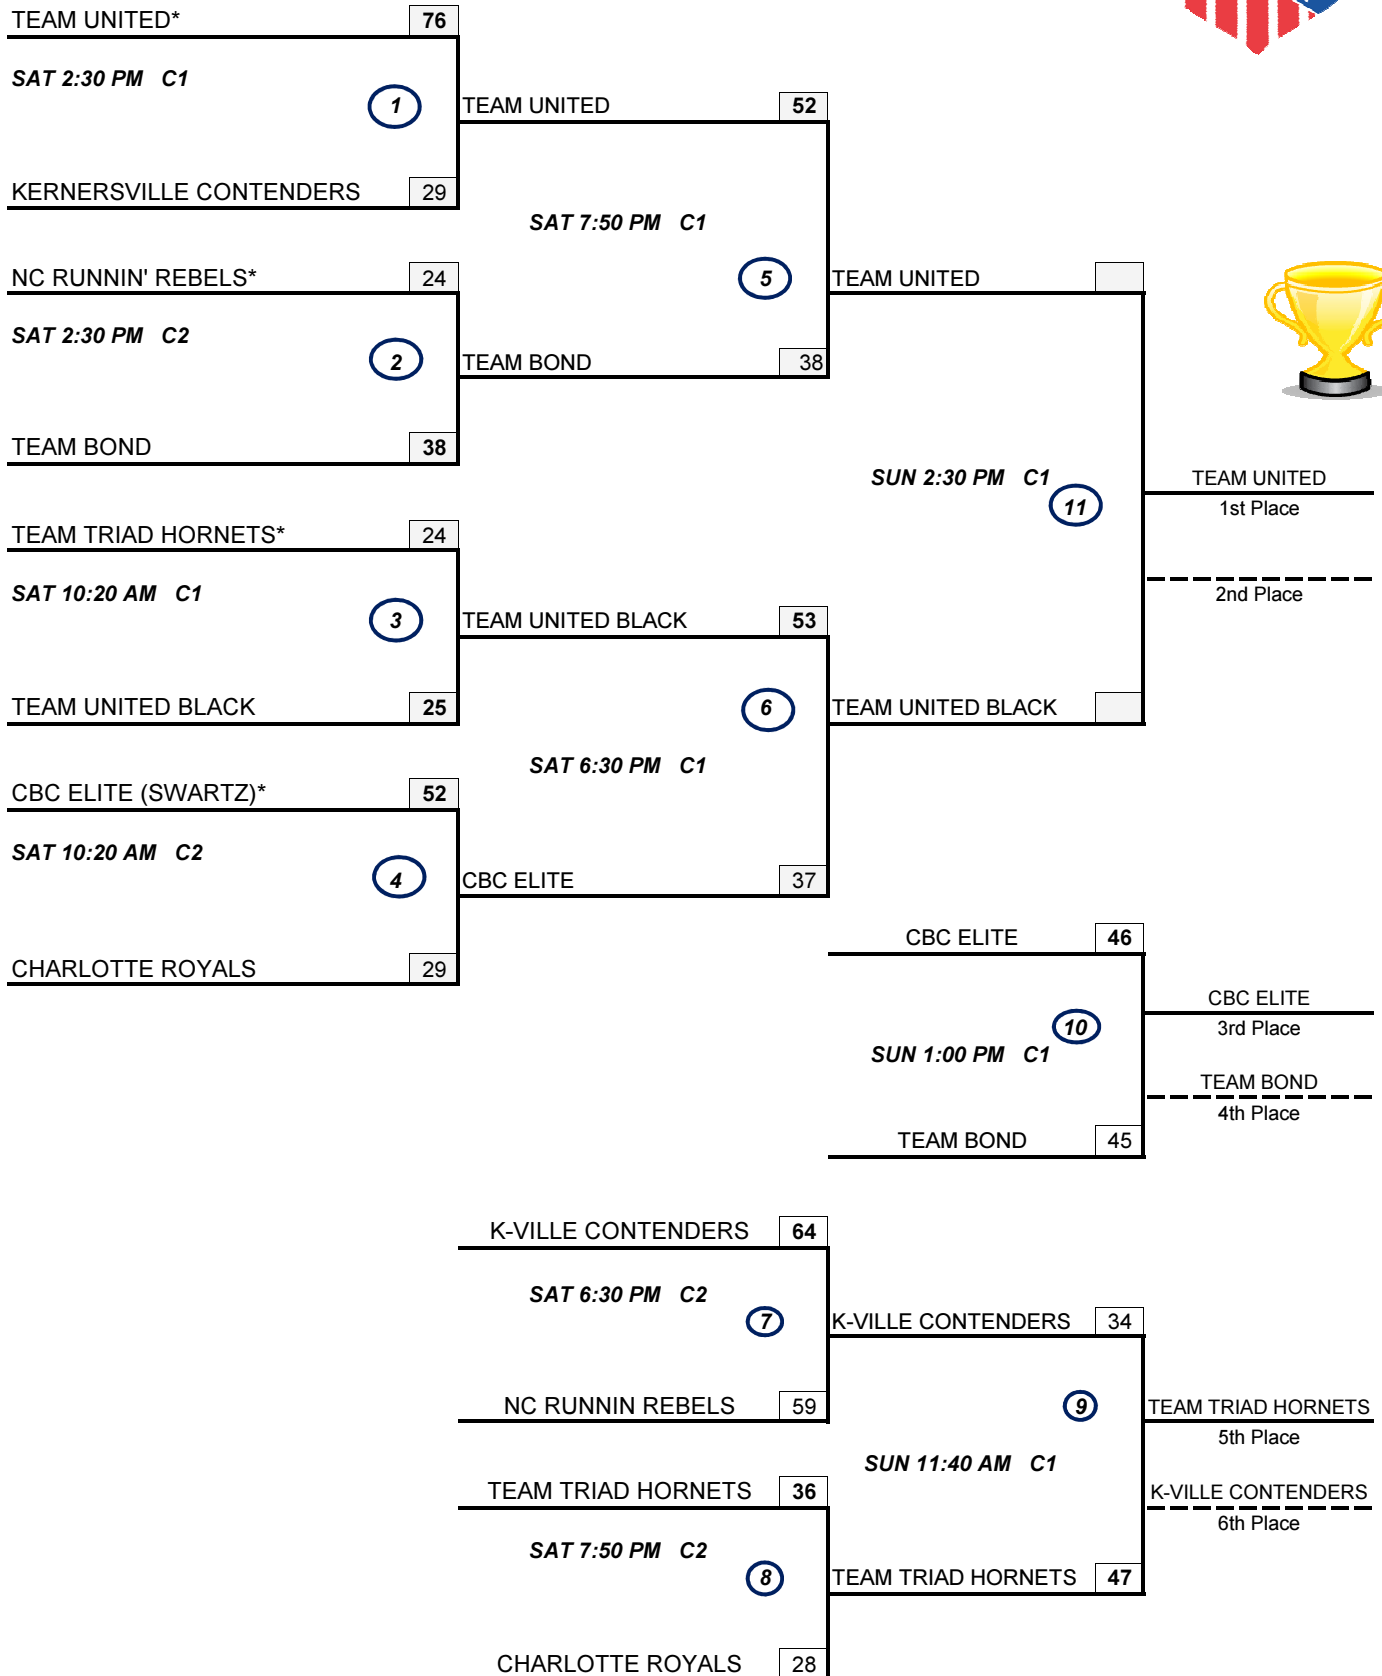 TEAM UNITED* 76
SAT 2:30 PM C1
1
TEAM UNITED 52
KERNERSVILLE CONTENDERS 29
SAT 7:50 PM C1
NC RUNNIN' REBELS* 24
5
TEAM UNITED
SAT 2:30 PM C2
2
TEAM BOND 38
TEAM BOND 38
SUN 2:30 PM C1
11
TEAM UNITED
1st Place
TEAM TRIAD HORNETS* 24
SAT 10:20 AM C1
2nd Place
3
TEAM UNITED BLACK 53
TEAM UNITED BLACK 25
6
TEAM UNITED BLACK
SAT 6:30 PM C1
CBC ELITE (SWARTZ)* 52
SAT 10:20 AM C2
4
CBC ELITE 37
CBC ELITE 46
CHARLOTTE ROYALS 29
CBC ELITE
3rd Place
10
SUN 1:00 PM C1
TEAM BOND
4th Place
TEAM BOND 45
K-VILLE CONTENDERS 64
SAT 6:30 PM C2
7
K-VILLE CONTENDERS 34
NC RUNNIN REBELS 59
9
TEAM TRIAD HORNETS
5th Place
SUN 11:40 AM C1
TEAM TRIAD HORNETS 36
K-VILLE CONTENDERS
6th Place
SAT 7:50 PM C2
8
TEAM TRIAD HORNETS 47
CHARLOTTE ROYALS 28